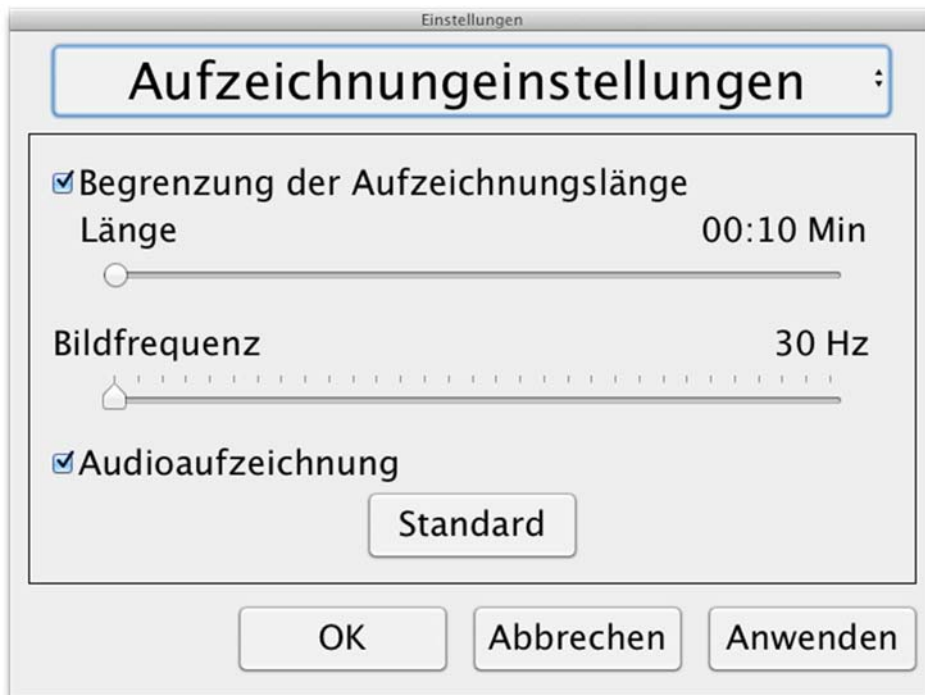 Einstellungen
Aufzeichnungeinstellungen
Begrenzung der Aufzeichnungslänge
Länge 00:10 Min
Bildfrequenz 30 Hz
Audioaufzeichnung
Standard
OK Abbrechen Anwenden